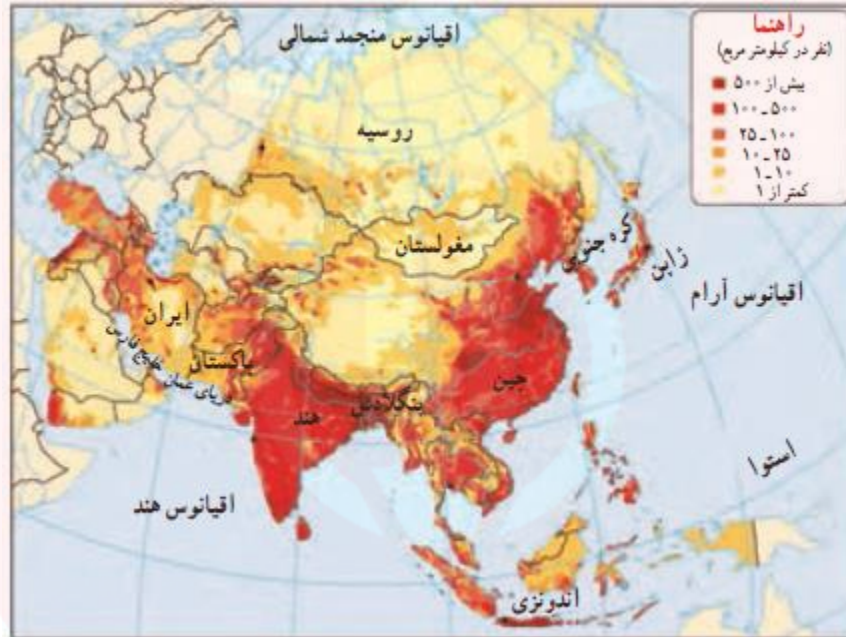 راهنما
(نفر در کیلومتر مربع)
بیش از ۵۰۰
۱۰۰-۵۰۰
۲۵-۱۰۰
۱۰-۲۵
۱-۱۰
کمتر از ۱
اقیانوس منجمد شمالی
روسیه
مغولستان
کره جنوبی
ژاپن
اقیانوس آرام
ایران
پاکستان
دریای عمان خلیج فارس
چین
بنگلادش
هند
استوا
اقیانوس هند
اندونزی